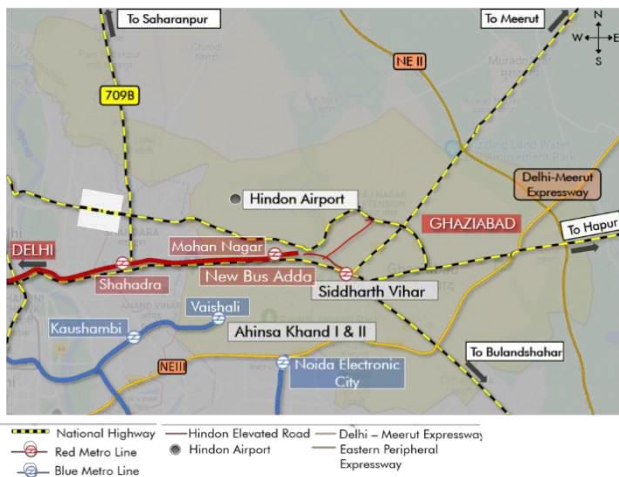 To Saharanpur
To Meerut
N
W
E
S
NE II
709B
Delhi-Meerut
Expressway
Hindon Airport
GHAZIABAD
To Hapur
DELHI
Mohan Nagar
New Bus Adda
Shahadra
Siddharth Vihar
Vaishali
Kaushambi
Ahinsa Khand I & II
To Bulandshahar
NEIII
Noida Electronic
City
National Highway
Hindon Elevated Road
Delhi – Meerut Expressway
Red Metro Line
Hindon Airport
Eastern Peripheral
Expressway
Blue Metro Line